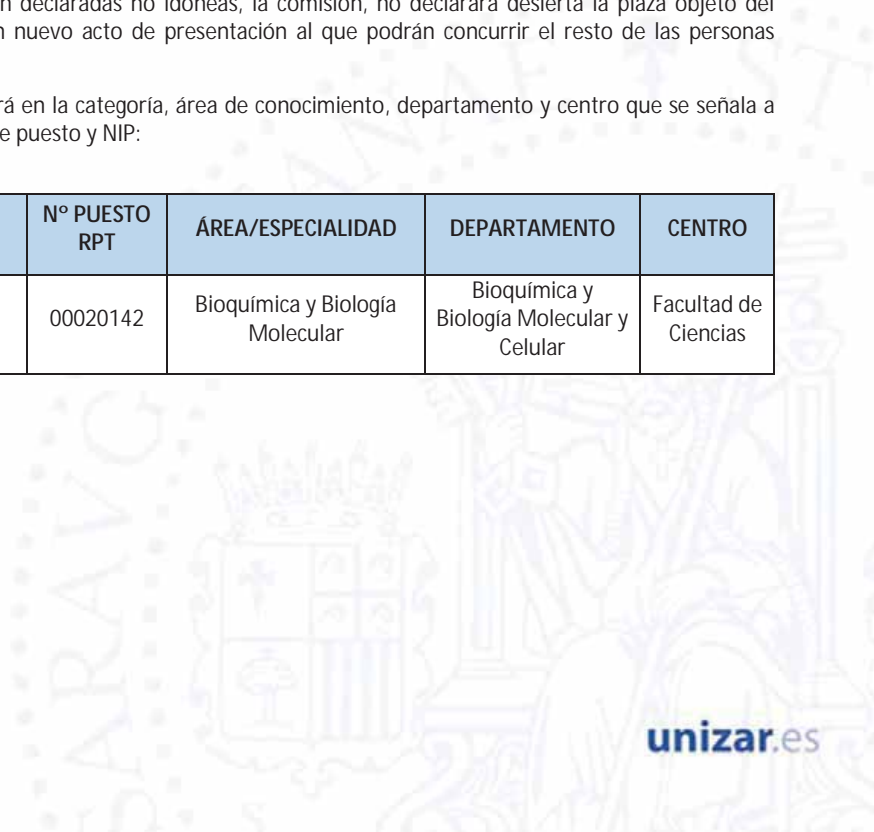 n declaradas no idóneas, la comisión, no declarará desierta la plaza objeto del
n nuevo acto de presentación al que podrán concurrir el resto de las personas
rá en la categoría, área de conocimiento, departamento y centro que se señala a
e puesto y NIP:
Nº PUESTO
RPT
ÁREA/ESPECIALIDAD
DEPARTAMENTO
CENTRO
00020142
Bioquímica y Biología
Molecular
Bioquímica y
Biología Molecular y
Celular
Facultad de
Ciencias
unizar.es